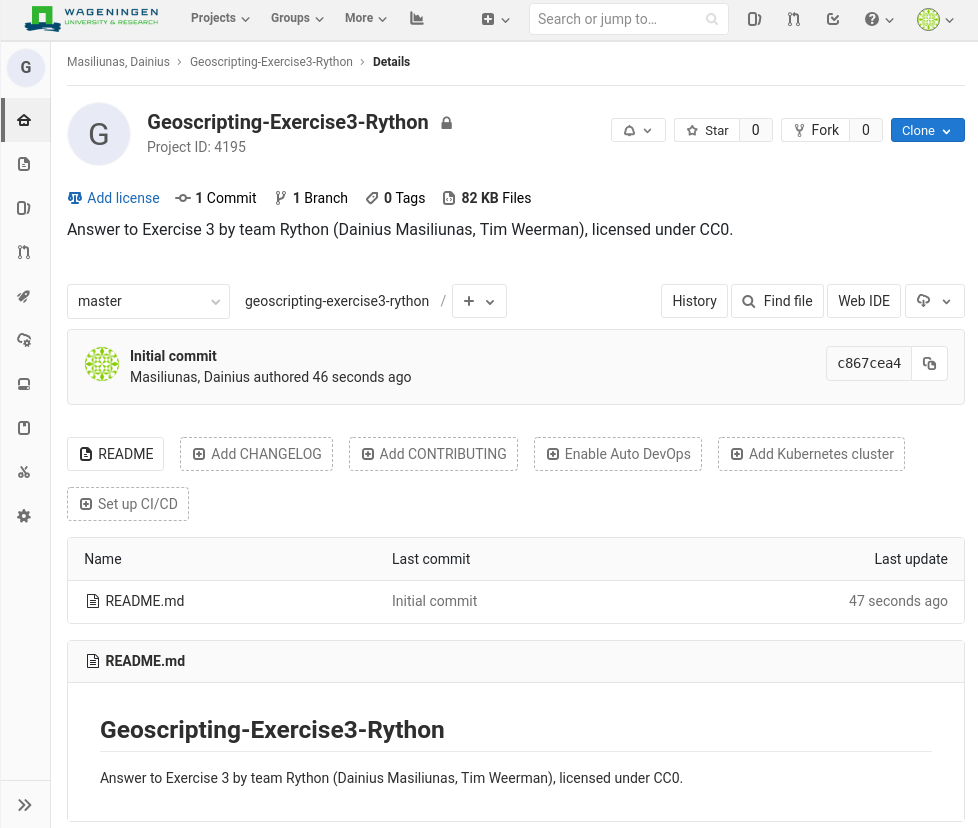 WAGENINGEN
UNIVERSITY & RESEARCH
Projects Groups More Search or jump to...
G Masiliunas, Dainius › Geoscripting-Exercise3-Rython › Details
G Geoscripting-Exercise3-Rython
Project ID: 4195
Star 0 Fork 0 Clone
Add license 1 Commit 1 Branch 0 Tags 82 KB Files
Answer to Exercise 3 by team Rython (Dainius Masiliunas, Tim Weerman), licensed under CC0.
master geoscripting-exercise3-rython / + History Find file Web IDE
Initial commit
Masiliunas, Dainius authored 46 seconds ago
c867cea4
README Add CHANGELOG Add CONTRIBUTING Enable Auto DevOps Add Kubernetes cluster
Set up CI/CD
Name Last commit Last update
README.md Initial commit 47 seconds ago
README.md
Geoscripting-Exercise3-Rython
Answer to Exercise 3 by team Rython (Dainius Masiliunas, Tim Weerman), licensed under CC0.